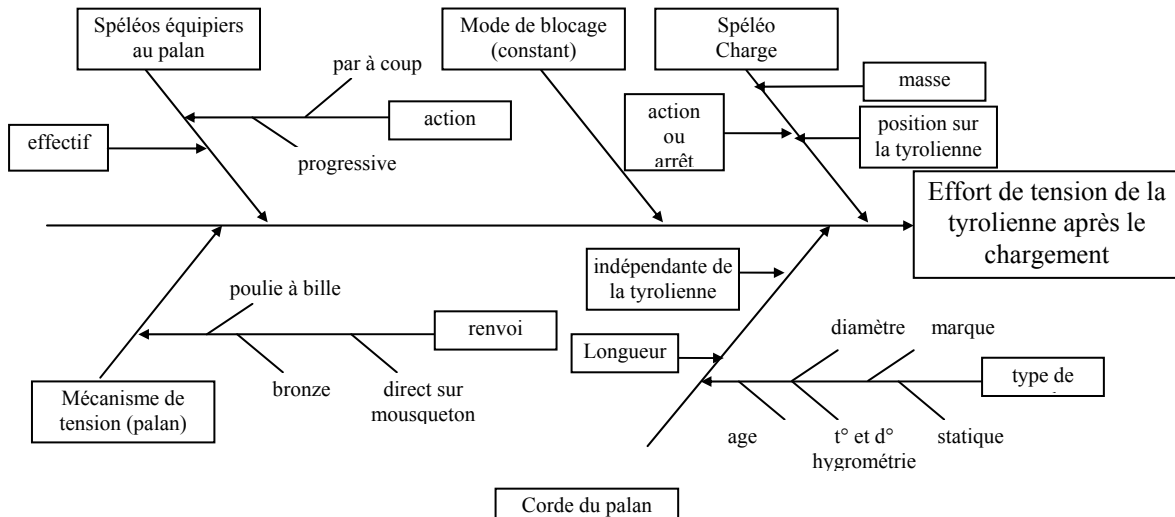 Spéléos équipiers
au palan
Mode de blocage
(constant)
Spéléo
Charge
par à coup
masse
action
effectif
progressive
action
ou
arrêt
position sur
la tyrolienne
Effort de tension de la
tyrolienne après le
chargement
indépendante de
la tyrolienne
poulie à bille
renvoi
Longueur
diamètre
marque
bronze
direct sur
mousqueton
Mécanisme de
tension (palan)
type de
age
t° et d°
hygrométrie
statique
Corde du palan